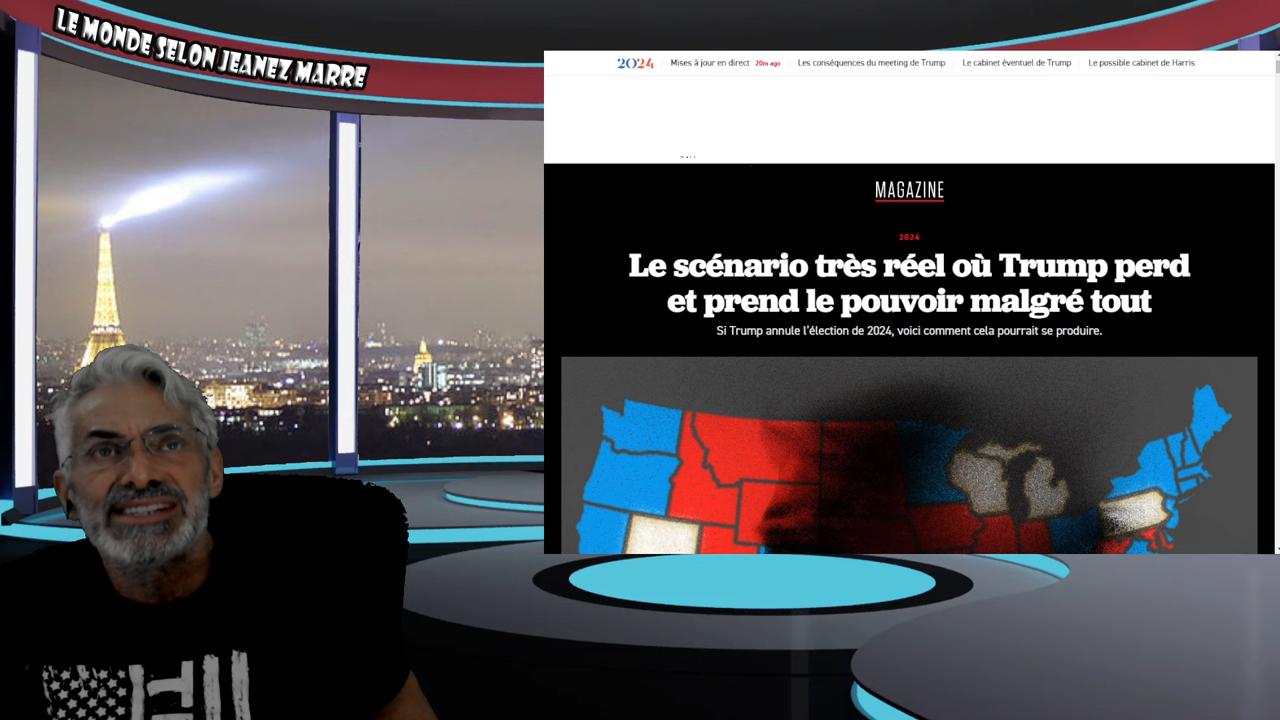 LE MONDE SELON JEANEZ MARRE
2024 Mises à jour en direct 20m ago Les conséquences du meeting de Trump Le cabinet éventuel de Trump Le possible cabinet de Harris
MAGAZINE
2024
Le scénario très réel où Trump perd
et prend le pouvoir malgré tout
Si Trump annule l'élection de 2024, voici comment cela pourrait se produire.